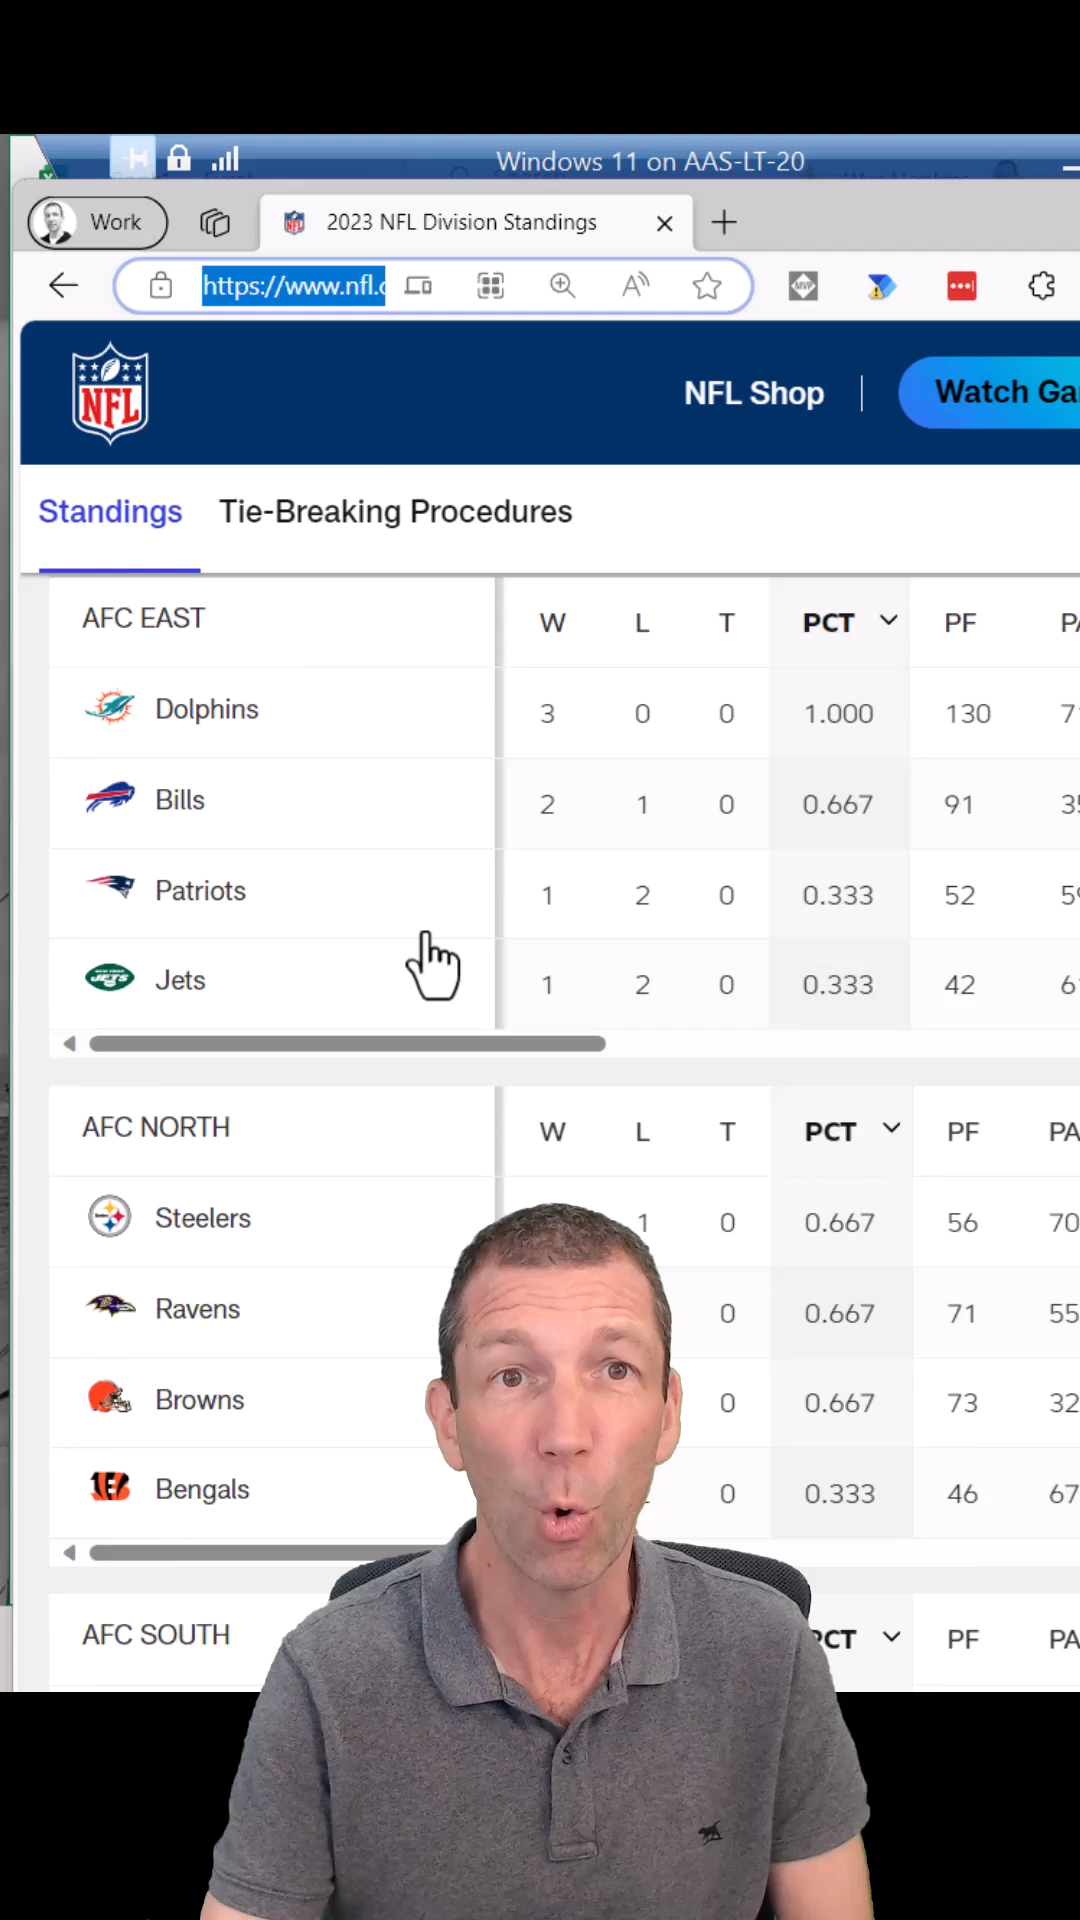 Windows 11 on AAS-LT-20
Work
2023 NFL Division Standings
https://www.nfl.
NFL
NFL Shop
Watch
Standings Tie-Breaking Procedures
AFC EAST W L T PCT PF
Dolphins 3 0 0 1.000 130
Bills 2 1 0 0.667 91
Patriots 1 2 0 0.333 52
Jets 1 2 0 0.333 42
AFC NORTH W L T PCT PF PA
Steelers 1 0 0.667 56 70
Ravens 0 0.667 71 55
Browns 0 0.667 73 32
Bengals 0 0.333 46 67
AFC SOUTH PCT PF PA